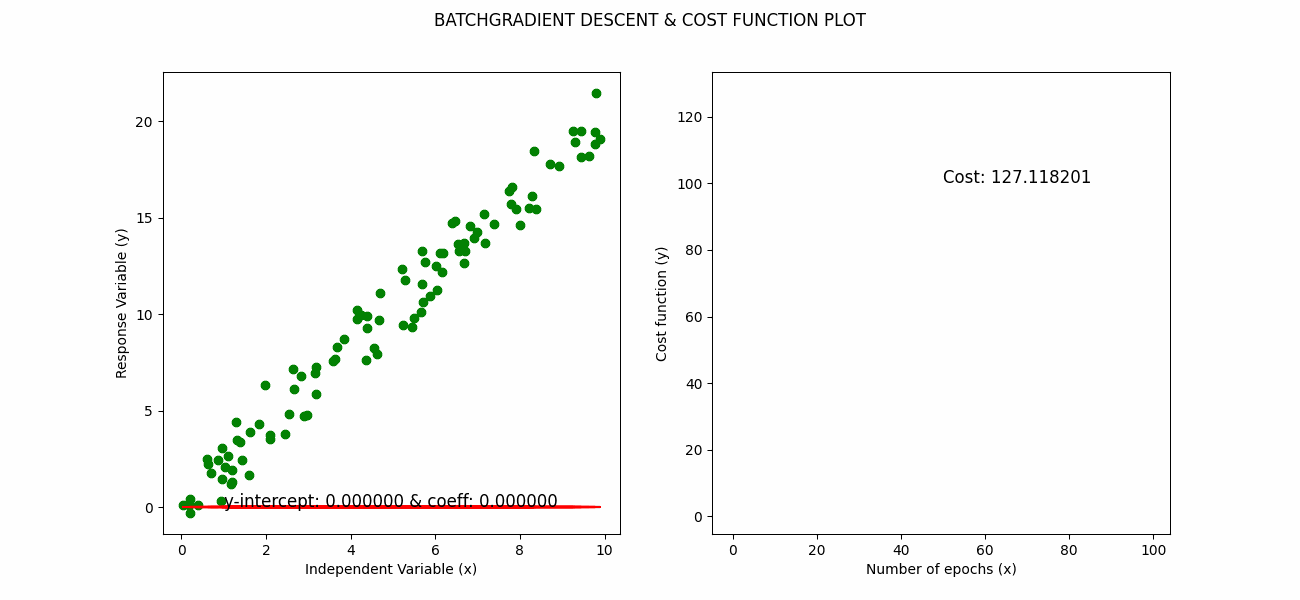 BATCHGRADIENT DESCENT & COST FUNCTION PLOT
20
15
10
5
0
Response Variable (y)
y-intercept: 0.000000 & coeff: 0.000000
0 2 4 6 8 10
Independent Variable (x)
120
100
80
60
40
20
0
Cost function (y)
Cost: 127.118201
0 20 40 60 80 100
Number of epochs (x)